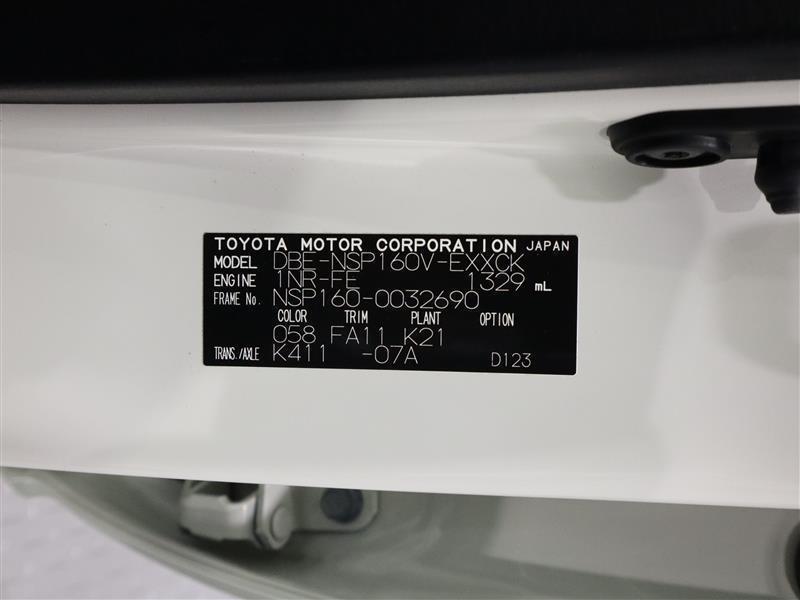 TOYOTA MOTOR CORPORATION JAPAN
MODEL DBE-NSP160V-EXXCK
ENGINE 1NR-FE 1329 mL
FRAME No. NSP160-0032690
COLOR TRIM PLANT OPTION
058 FA11 K21
TRANS./AXLE K411 -07A D123